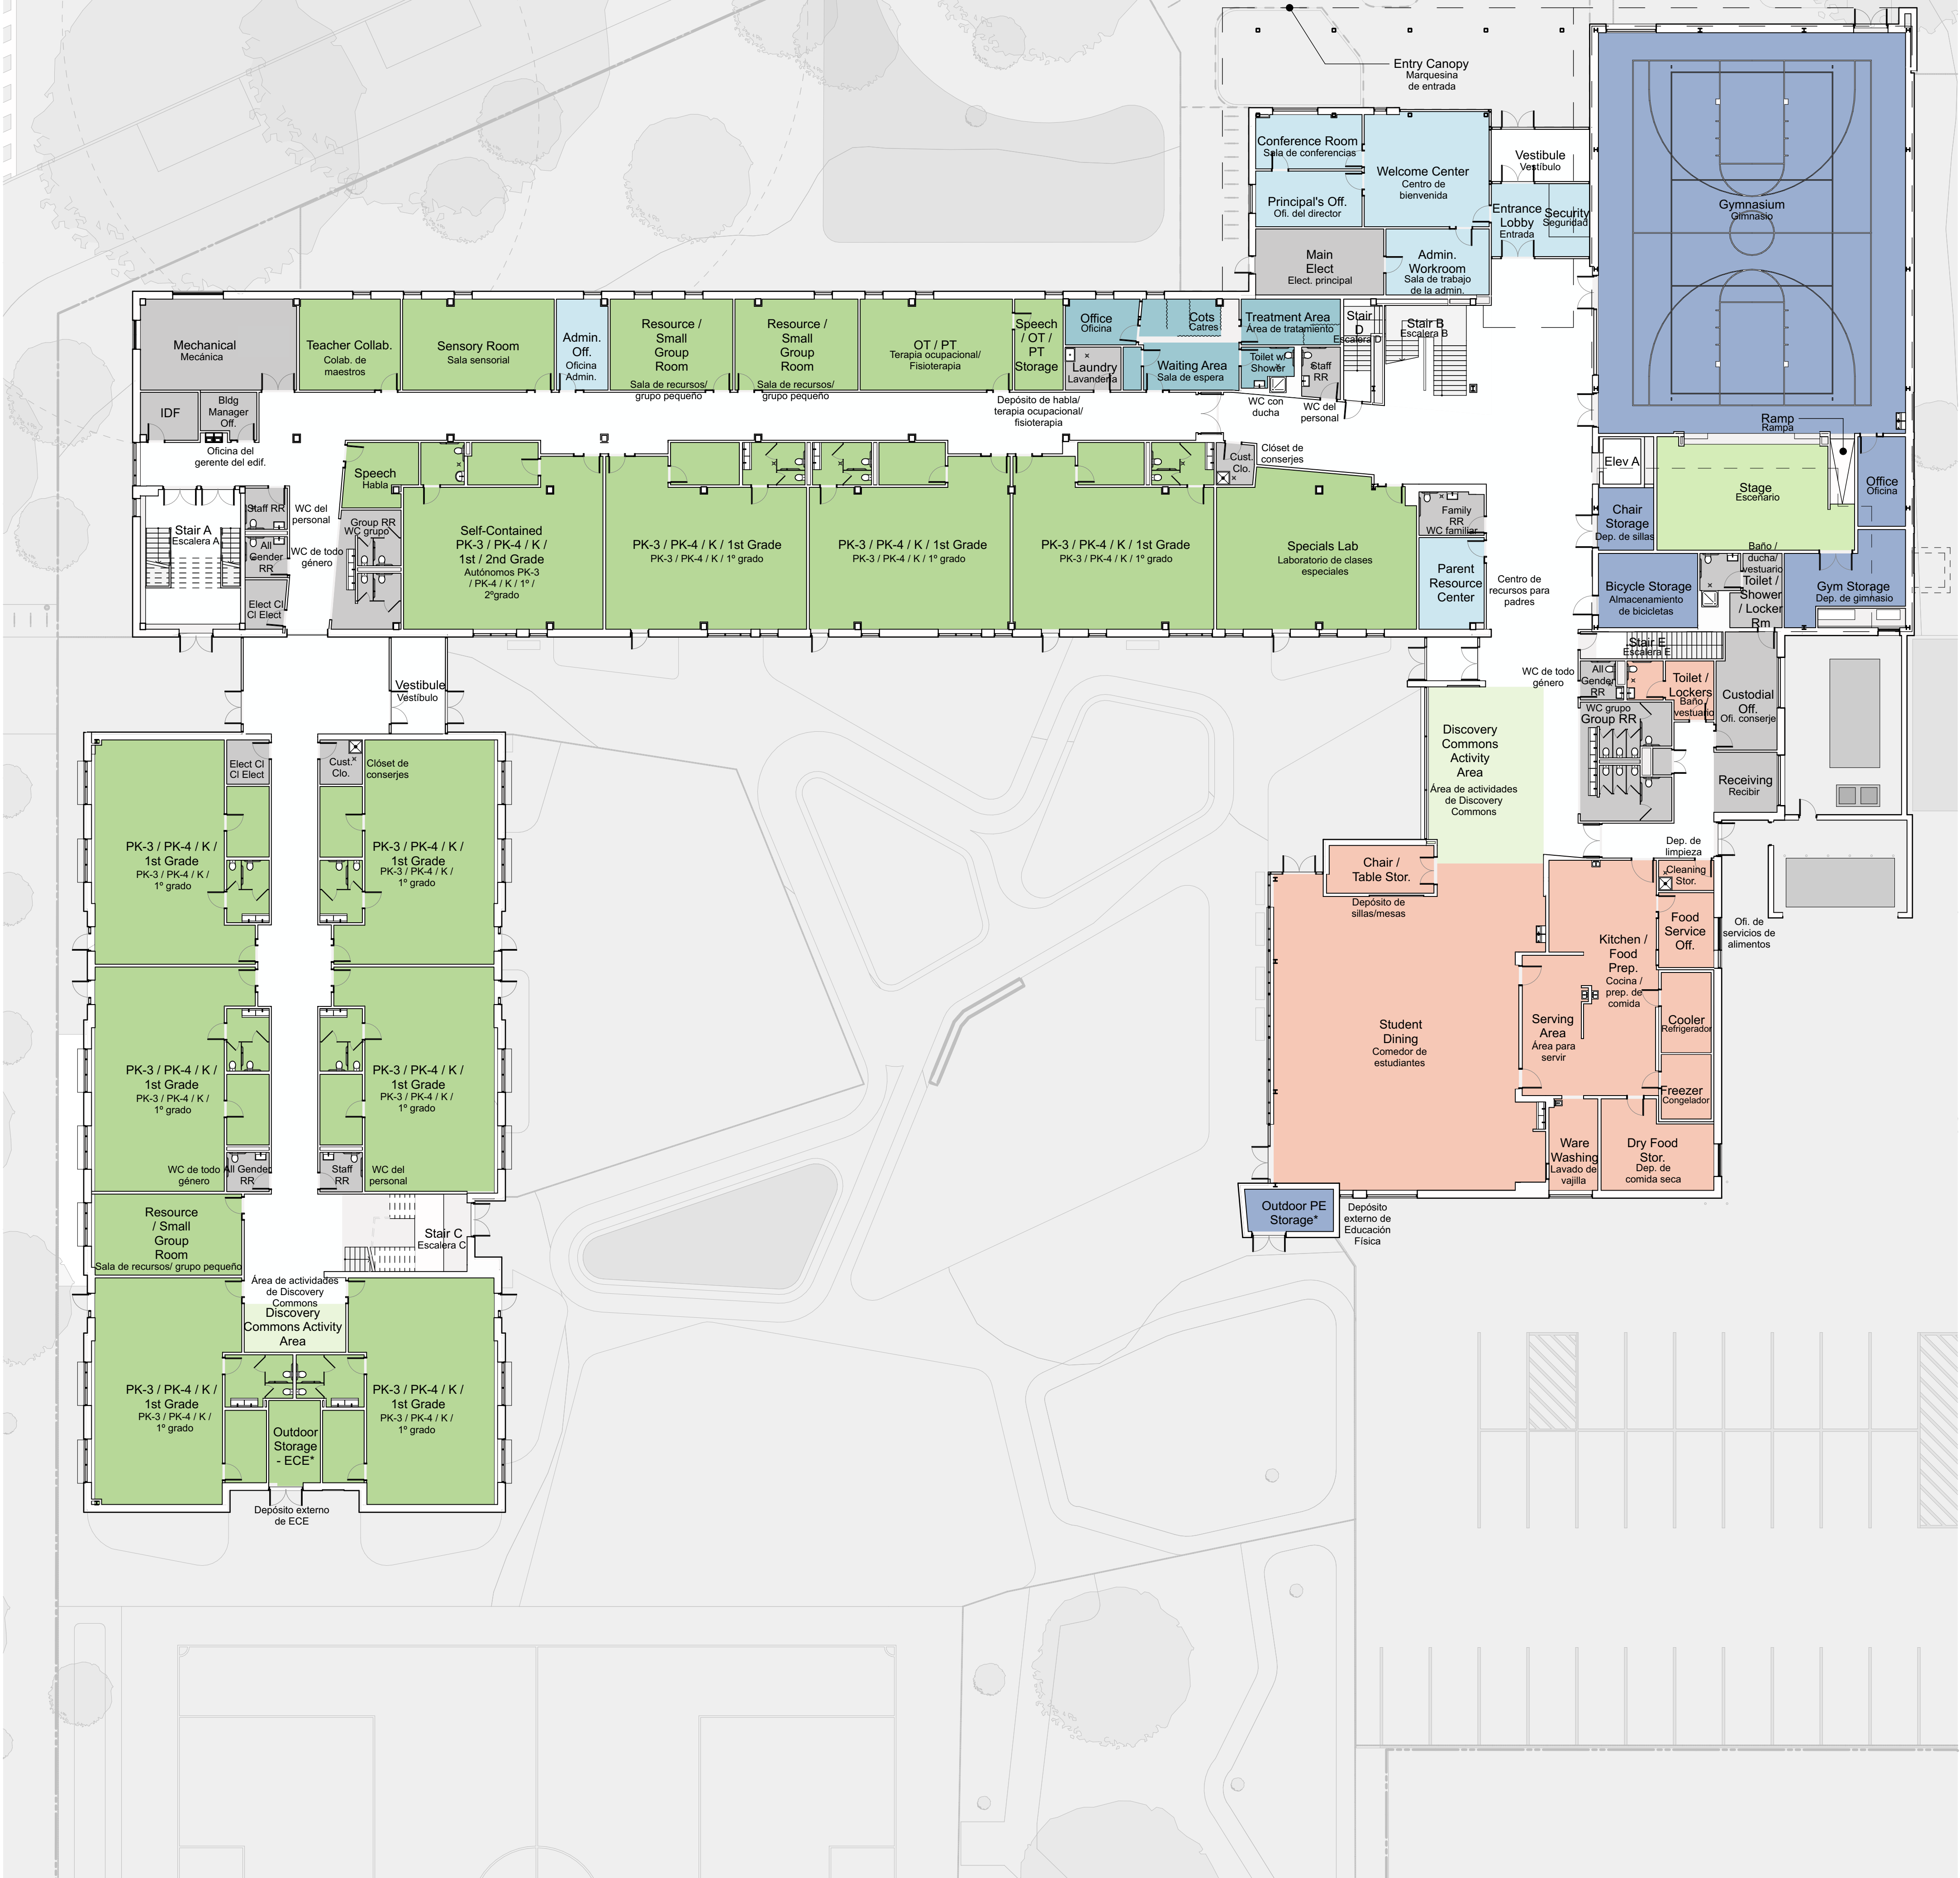 Entry Canopy
Marquesina
de entrada
Conference Room
Sala de conferencias
Welcome Center
Centro de
bienvenida
Vestibule
Vestíbulo
Principal's Off.
Ofi. del director
Entrance
Lobby
Entrada
Security
Seguridad
Gymnasium
Gimnasio
Main
Elect
Elect. principal
Admin.
Workroom
Sala de trabajo
de la admin.
Mechanical
Mecánica
Teacher Collab.
Colab. de
maestros
Sensory Room
Sala sensorial
Admin.
Off.
Oficina
Admin.
Resource /
Small
Group
Room
Sala de recursos/
grupo pequeño
Resource /
Small
Group
Room
Sala de recursos/
grupo pequeño
OT / PT
Terapia ocupacional/
Fisioterapia
Speech
/ OT /
PT
Storage
Depósito de habla/
terapia ocupacional/
fisioterapia
Office
Oficina
Cots
Catres
Treatment Area
Área de tratamiento
Stair
D
Escalera D
Stair B
Escalera B
Laundry
Lavandería
Waiting Area
Sala de espera
Toilet w/
Shower
WC con
ducha
Staff
RR
WC del
personal
IDF
Bldg
Manager
Off.
Oficina del
gerente del edif.
Ramp
Rampa
Elev A
Stage
Escenario
Office
Oficina
Chair
Storage
Dep. de sillas
Speech
Habla
Cust.
Clo.
Clóset de
conserjes
Stair A
Escalera A
Staff RR
WC del
personal
All
Gender
RR
WC de todo
género
Group RR
WC grupo
Elect Cl
Cl Elect
Self-Contained
PK-3 / PK-4 / K /
1st / 2nd Grade
Autónomos PK-3
/ PK-4 / K / 1º /
2ºgrado
PK-3 / PK-4 / K / 1st Grade
PK-3 / PK-4 / K / 1º grado
PK-3 / PK-4 / K / 1st Grade
PK-3 / PK-4 / K / 1º grado
PK-3 / PK-4 / K / 1st Grade
PK-3 / PK-4 / K / 1º grado
Specials Lab
Laboratorio de clases
especiales
Family
RR
WC familiar
Parent
Resource
Center
Centro de
recursos para
padres
Bicycle Storage
Almacenamiento
de bicicletas
Baño /
ducha/
vestuario
Toilet /
Shower
/ Locker
Rm
Gym Storage
Dep. de gimnasio
Stair E
Escalera E
WC de todo
género
All
Gender
RR
Toilet /
Lockers
Baño /
vestuario
Custodial
Off.
Ofi. conserje
WC grupo
Group RR
Receiving
Recibir
Vestibule
Vestíbulo
Discovery
Commons
Activity
Area
Área de actividades
de Discovery
Commons
Elect Cl
Cl Elect
Cust.
Clo.
Clóset de
conserjes
PK-3 / PK-4 / K /
1st Grade
PK-3 / PK-4 / K /
1º grado
PK-3 / PK-4 / K /
1st Grade
PK-3 / PK-4 / K /
1º grado
Chair /
Table Stor.
Depósito de
sillas/mesas
Dep. de
limpieza
Cleaning
Stor.
Food
Service
Off.
Ofi. de
servicios de
alimentos
Kitchen /
Food
Prep.
Cocina /
prep. de
comida
Student
Dining
Comedor de
estudiantes
Serving
Area
Área para
servir
Cooler
Refrigerador
Freezer
Congelador
Ware
Washing
Lavado de
vajilla
Dry Food
Stor.
Dep. de
comida seca
Outdoor PE
Storage*
Depósito
externo de
Educación
Física
PK-3 / PK-4 / K /
1st Grade
PK-3 / PK-4 / K /
1º grado
PK-3 / PK-4 / K /
1st Grade
PK-3 / PK-4 / K /
1º grado
WC de todo
género
All Gender
RR
Staff
RR
WC del
personal
Resource
/ Small
Group
Room
Sala de recursos/ grupo pequeño
Stair C
Escalera C
Área de actividades
de Discovery
Commons
Discovery
Commons Activity
Area
PK-3 / PK-4 / K /
1st Grade
PK-3 / PK-4 / K /
1º grado
PK-3 / PK-4 / K /
1st Grade
PK-3 / PK-4 / K /
1º grado
Outdoor
Storage
- ECE*
Depósito externo
de ECE